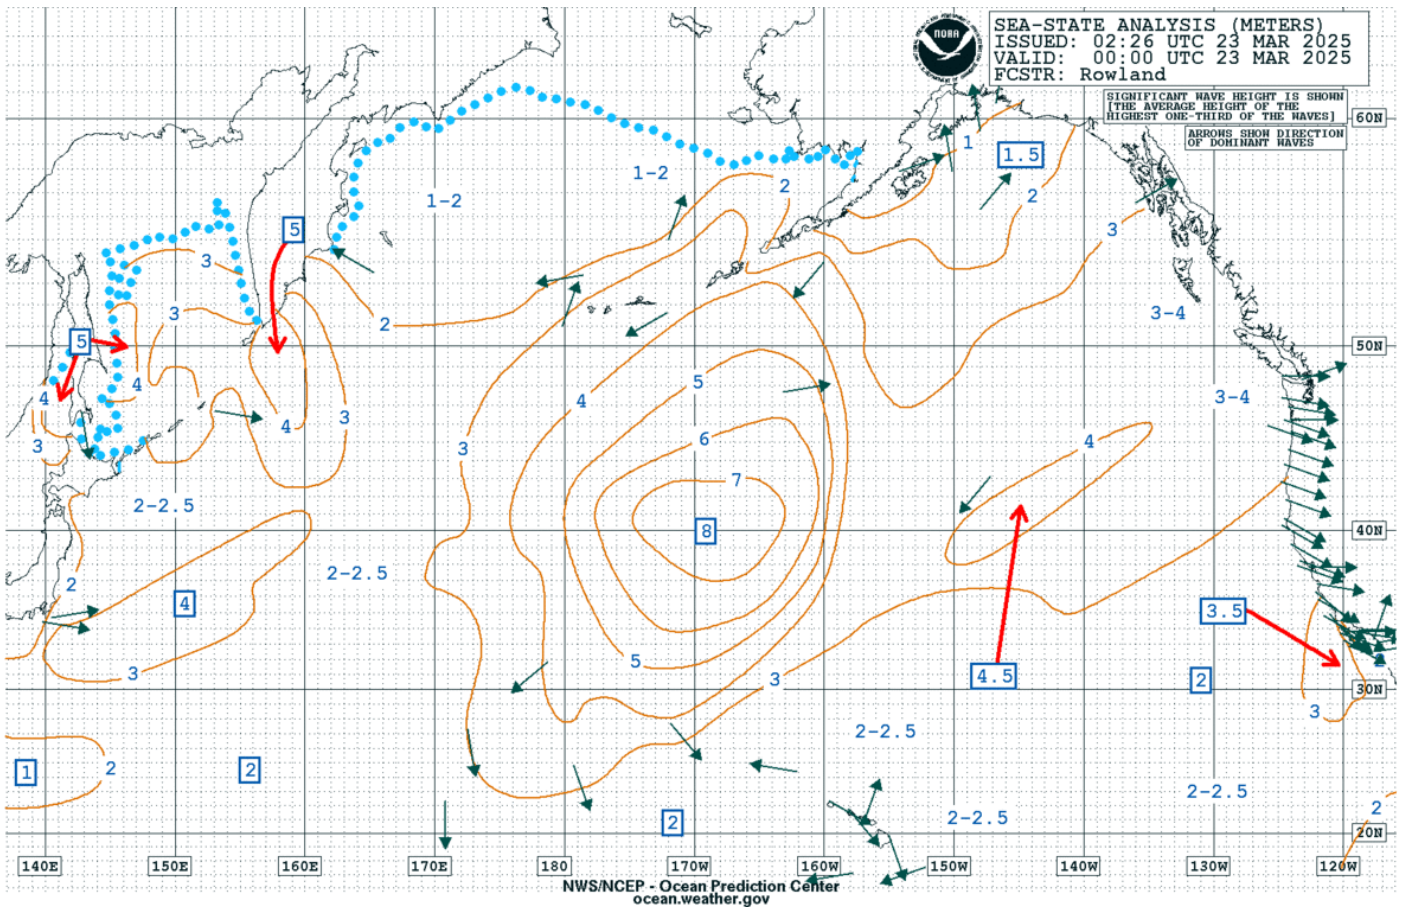 NOAA
SEA-STATE ANALYSIS (METERS)
ISSUED: 02:26 UTC 23 MAR 2025
VALID: 00:00 UTC 23 MAR 2025
FCSTR: Rowland
SIGNIFICANT WAVE HEIGHT IS SHOWN
[THE AVERAGE HEIGHT OF THE
HIGHEST ONE-THIRD OF THE WAVES]
ARROWS SHOW DIRECTION
OF DOMINANT WAVES
60N
1
1.5
1-2
2
1-2
2
5
3
3
3
3-4
2
50N
5
5
4
4
3-4
4
4
3
4
6
4
3
3
7
2-2.5
8
40N
2-2.5
2
4
3.5
5
3
3
4.5
2
30N
3
2-2.5
1
2
2
2-2.5
2
2
2-2.5
20N
140E 150E 160E 170E 180 170W 160W 150W 140W 130W 120W
NWS/NCEP - Ocean Prediction Center
ocean.weather.gov